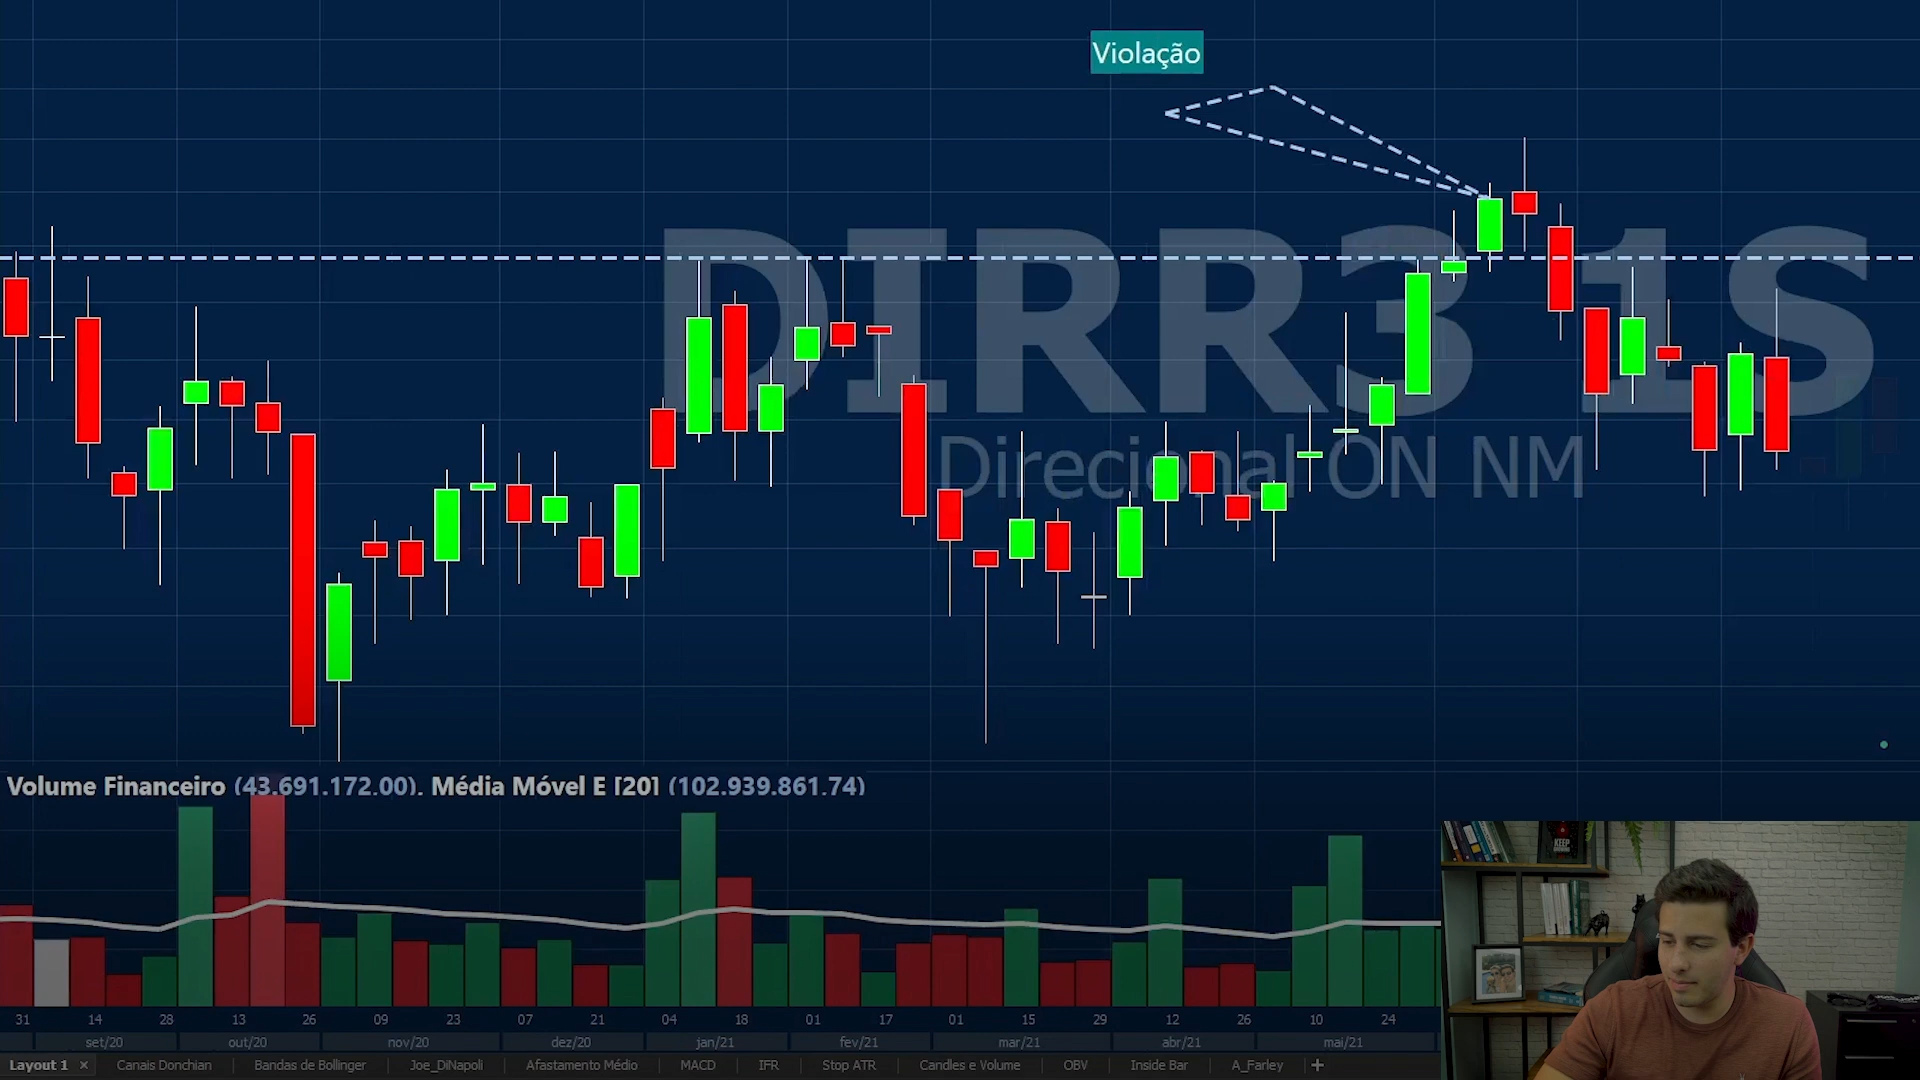 Violação
DIRR3 1S
Direcional ON NM
Volume Financeiro (43.691.172.00). Média Móvel E [20] (102.939.861.74)
KEEP
31 14 28 13 26 09 23 07 21 04 18 01 17 01 15 29 12 26 10 24
set/20 out/20 nov/20 dez/20 jan/21 fev/21 mar/21 abr/21 mai/21
Layout 1 × Canais Donchian Bandas de Bollinger Joe_DiNapoli Afastamento Médio MACD IFR Stop ATR Candles e Volume OBV Inside Bar A_Farley +